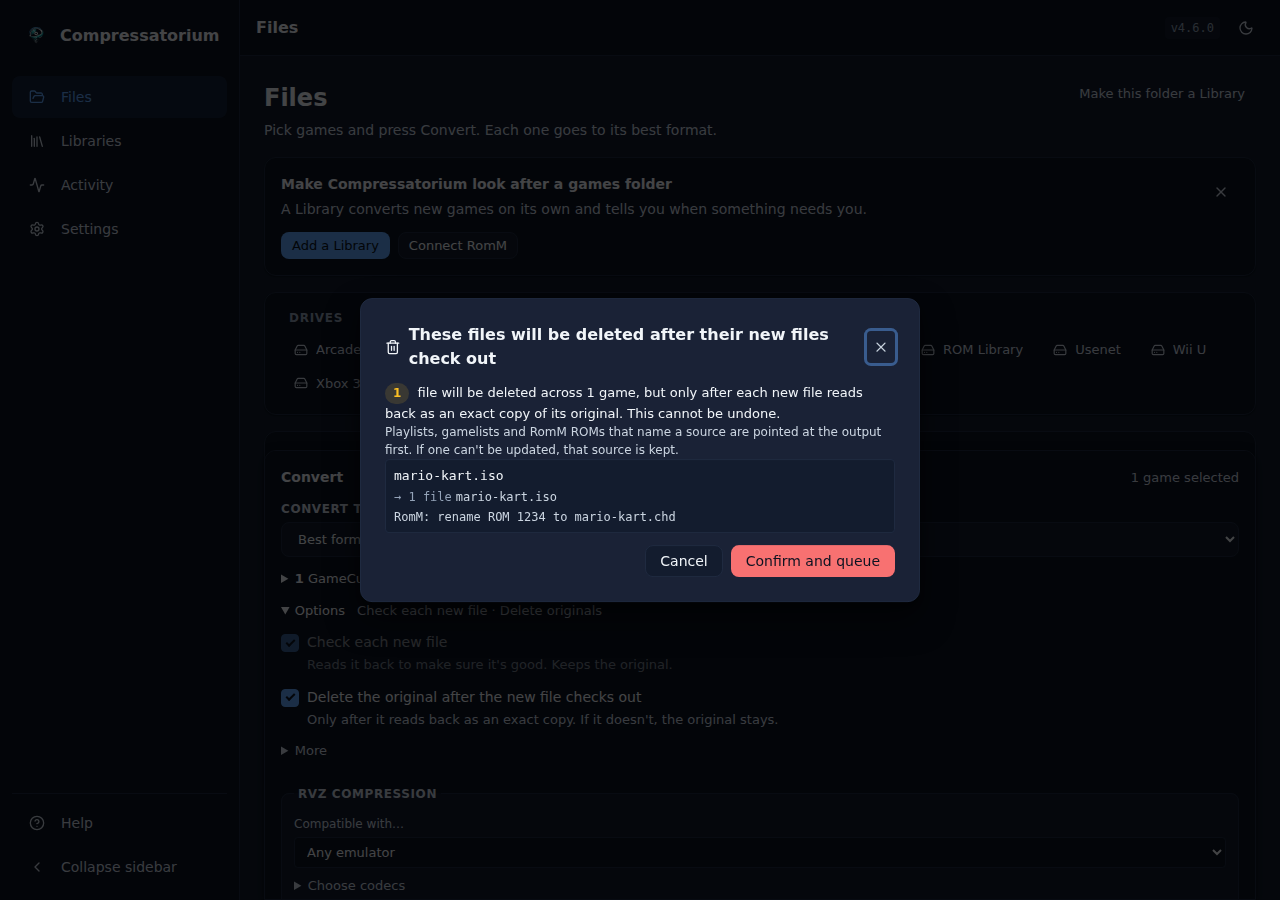 Compressatorium
Files
v4.6.0
Files
Libraries
Activity
Settings
Files
Make this folder a Library
Pick games and press Convert. Each one goes to its best format.
Make Compressatorium look after a games folder
A Library converts new games on its own and tells you when something needs you.
Add a Library
Connect RomM
DRIVES
Arcade
ROM Library
Usenet
Wii U
Xbox 3
These files will be deleted after their new files
check out
1 file will be deleted across 1 game, but only after each new file reads
back as an exact copy of its original. This cannot be undone.
Playlists, gamelists and RomM ROMs that name a source are pointed at the output
first. If one can't be updated, that source is kept.
mario-kart.iso
→ 1 file mario-kart.iso
RomM: rename ROM 1234 to mario-kart.chd
Cancel
Confirm and queue
Convert
1 game selected
CONVERT T
Best form
1 GameCu
Options Check each new file · Delete originals
Check each new file
Reads it back to make sure it's good. Keeps the original.
Delete the original after the new file checks out
Only after it reads back as an exact copy. If it doesn't, the original stays.
More
RVZ COMPRESSION
Compatible with...
Any emulator
Choose codecs
Help
Collapse sidebar